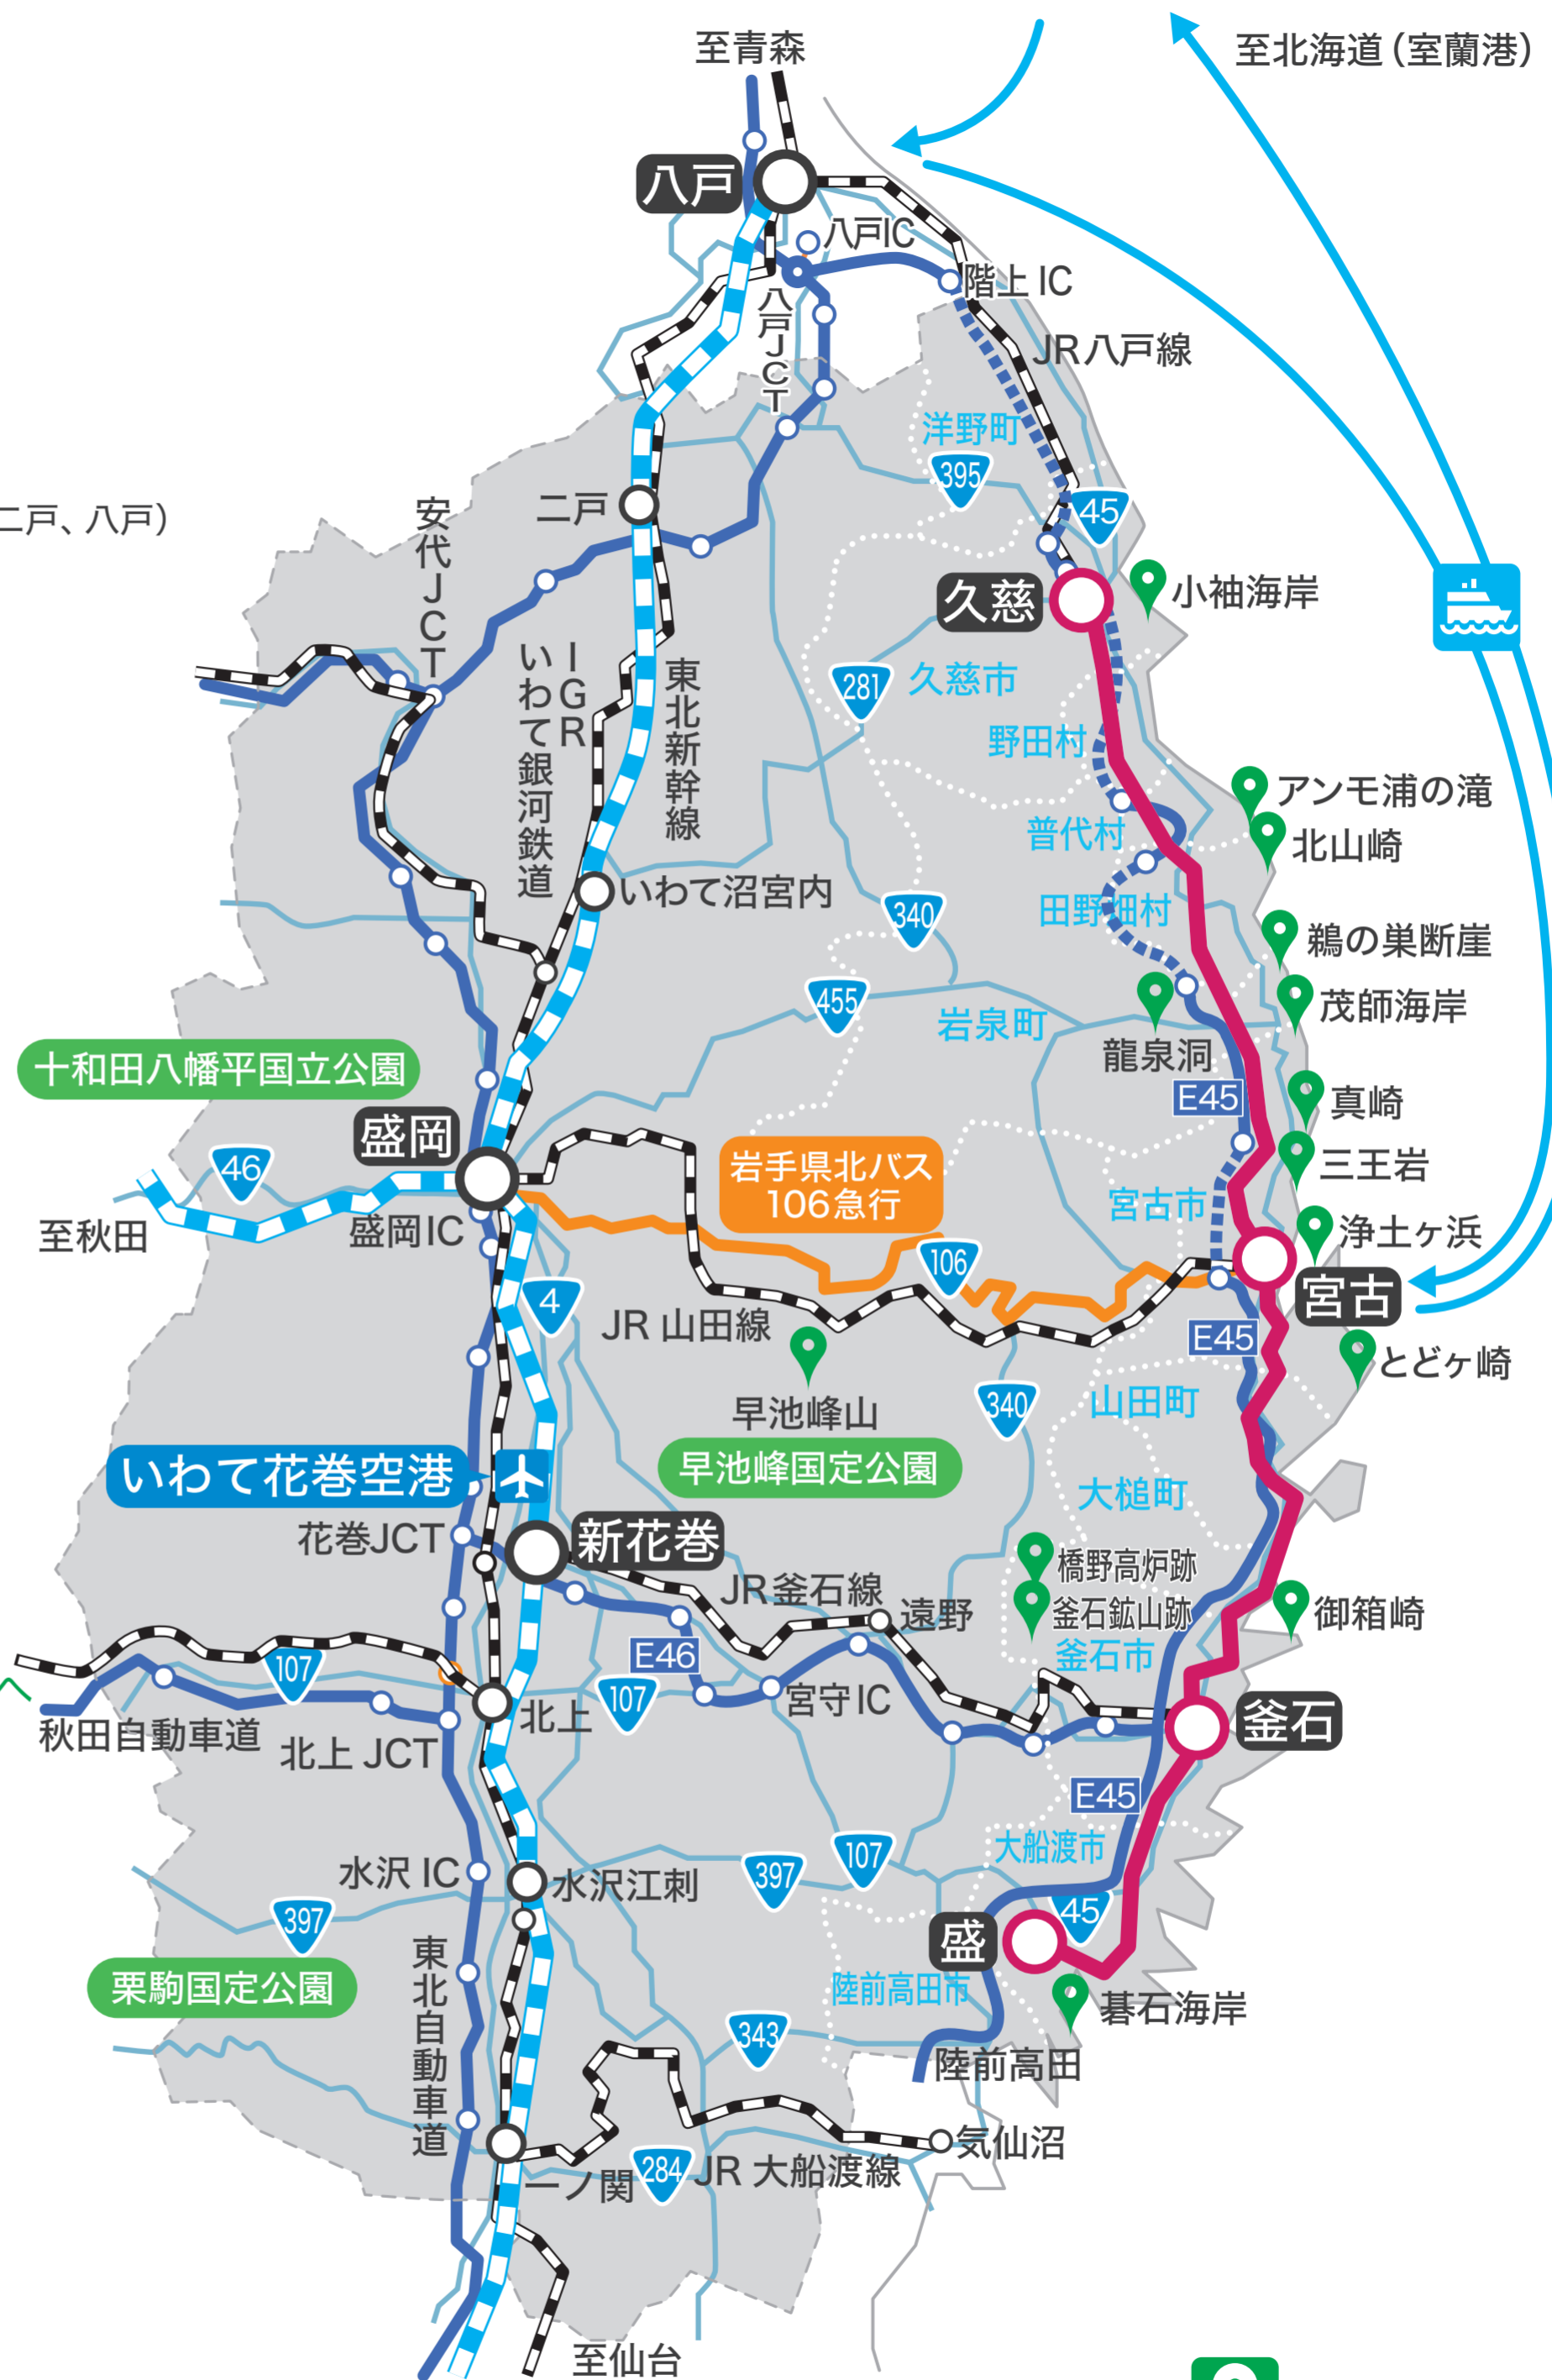 至青森
至北海道（室蘭港）
八戸
八戸IC
階上 IC
八戸JCT
JR八戸線
洋野町
395
45
二戸、八戸）
二戸
安代JCT
久慈
小袖海岸
IGR
いわて銀河鉄道
東北新幹線
281
久慈市
野田村
アンモ浦の滝
普代村
北山崎
いわて沼宮内
田野畑村
340
鵜の巣断崖
455
茂師海岸
岩泉町
龍泉洞
十和田八幡平国立公園
E45
真崎
盛岡
岩手県北バス
106急行
三王岩
46
宮古市
至秋田
盛岡IC
浄土ヶ浜
106
宮古
4
JR 山田線
E45
とどヶ崎
早池峰山
340
山田町
いわて花巻空港
早池峰国定公園
大槌町
花巻JCT
新花巻
橋野高炉跡
JR釜石線
釜石鉱山跡
御箱崎
遠野
E46
釜石市
107
107
宮守 IC
北上
釜石
秋田自動車道
北上 JCT
E45
大船渡市
水沢 IC
水沢江刺
397
107
397
45
盛
東北自動車道
栗駒国定公園
陸前高田市
碁石海岸
343
陸前高田
気仙沼
一ノ関
284
JR 大船渡線
至仙台